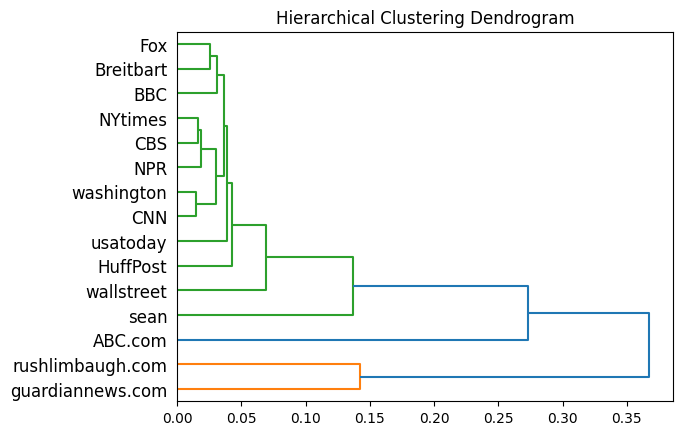 Hierarchical Clustering Dendrogram
Fox
Breitbart
BBC
NYtimes
CBS
NPR
washington
CNN
usatoday
HuffPost
wallstreet
sean
ABC.com
rushlimbaugh.com
guardiannews.com
0.00 0.05 0.10 0.15 0.20 0.25 0.30 0.35